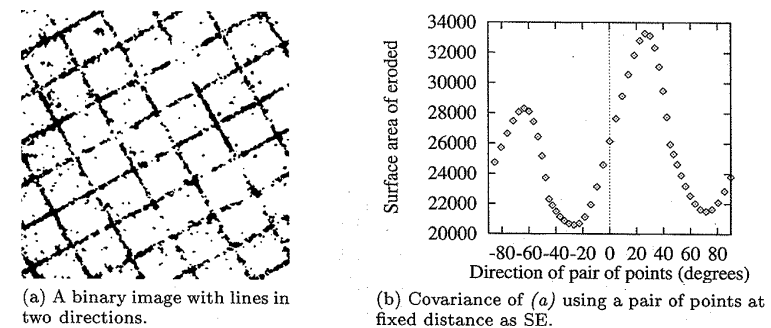 34000
32000
30000
28000
26000
24000
22000
20000
Surface area of eroded
-80-60-40-20 0 20 40 60 80
Direction of pair of points (degrees)
(a) A binary image with lines in
two directions.
(b) Covariance of (a) using a pair of points at
fixed distance as SE.